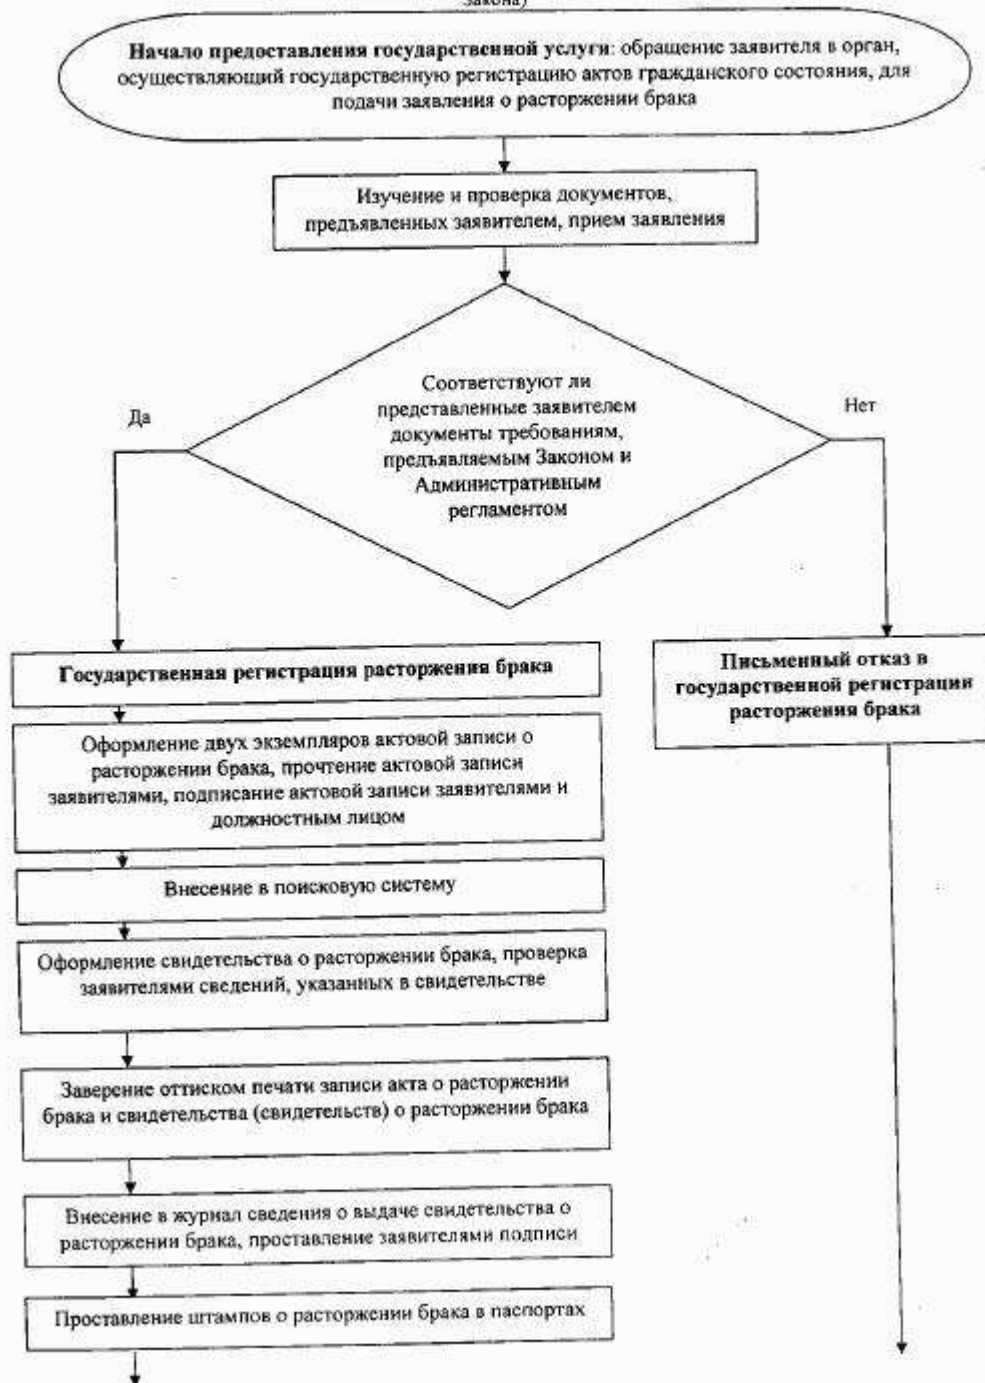 закона)
Начало предоставления государственной услуги: обращение заявителя в орган,
осуществляющий государственную регистрацию актов гражданского состояния, для
подачи заявления о расторжении брака
Изучение и проверка документов,
предъявленных заявителем, прием заявления
Соответствуют ли
представленные заявителем
документы требованиям,
предъявляемым Законом и
Административным
регламентом
Да
Нет
Государственная регистрация расторжения брака
Письменный отказ в
государственной регистрации
расторжения брака
Оформление двух экземпляров актовой записи о
расторжении брака, прочтение актовой записи
заявителями, подписание актовой записи заявителями и
должностным лицом
Внесение в поисковую систему
Оформление свидетельства о расторжении брака, проверка
заявителями сведений, указанных в свидетельстве
Заверение оттиском печати записи акта о расторжении
брака и свидетельства (свидетельств) о расторжении брака
Внесение в журнал сведения о выдаче свидетельства о
расторжении брака, проставление заявителями подписи
Проставление штампов о расторжении брака в паспортах